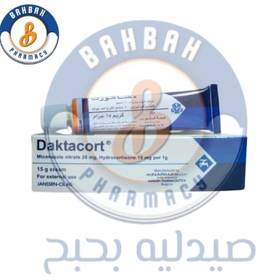 BAHBAH
PHARMACY
BAHBAH
PHARMACY
Daktacort®
Miconazole nitrate 20 mg, Hydrocortisone 10 mg per 1g
15 g cream
For external use
JANSSEN-CILAG
صيدليه بحبح